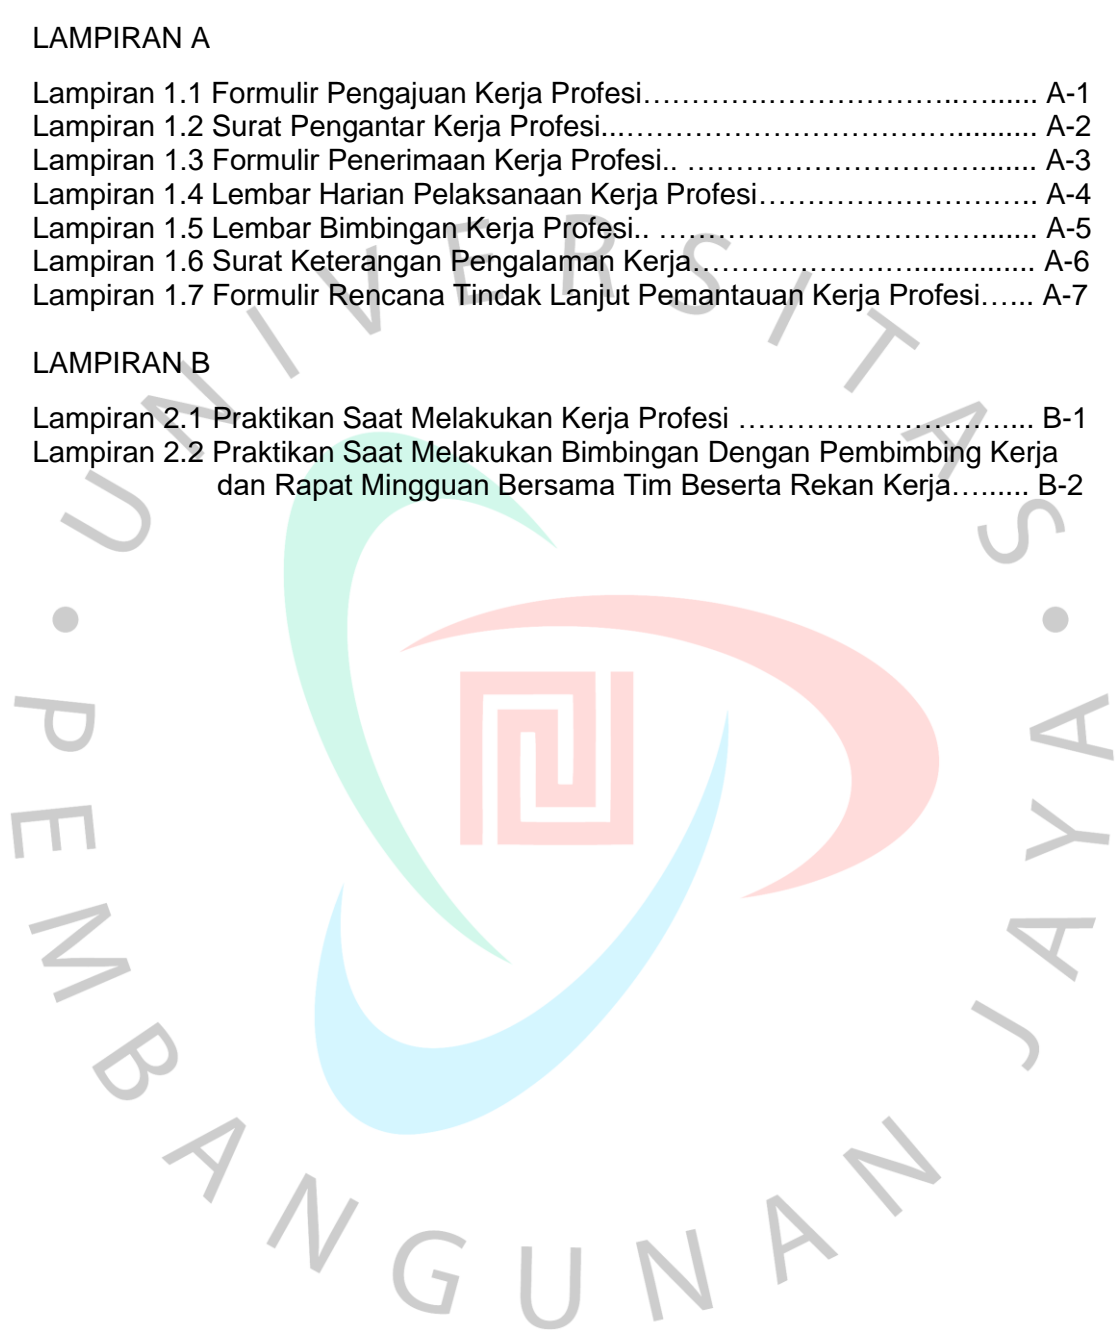 LAMPIRAN A
Lampiran 1.1 Formulir Pengajuan Kerja Profesi………….………………..…...... A-1
Lampiran 1.2 Surat Pengantar Kerja Profesi...………………………….…......... A-2
Lampiran 1.3 Formulir Penerimaan Kerja Profesi.. …………………………....... A-3
Lampiran 1.4 Lembar Harian Pelaksanaan Kerja Profesi……………………….. A-4
Lampiran 1.5 Lembar Bimbingan Kerja Profesi.. ……………………………....... A-5
Lampiran 1.6 Surat Keterangan Pengalaman Kerja……………………............... A-6
Lampiran 1.7 Formulir Rencana Tindak Lanjut Pemantauan Kerja Profesi…... A-7
LAMPIRAN B
Lampiran 2.1 Praktikan Saat Melakukan Kerja Profesi ……………………….... B-1
Lampiran 2.2 Praktikan Saat Melakukan Bimbingan Dengan Pembimbing Kerja
dan Rapat Mingguan Bersama Tim Beserta Rekan Kerja…...... B-2
UNIVERSITAS
• PEMBANGUNAN JAYA •